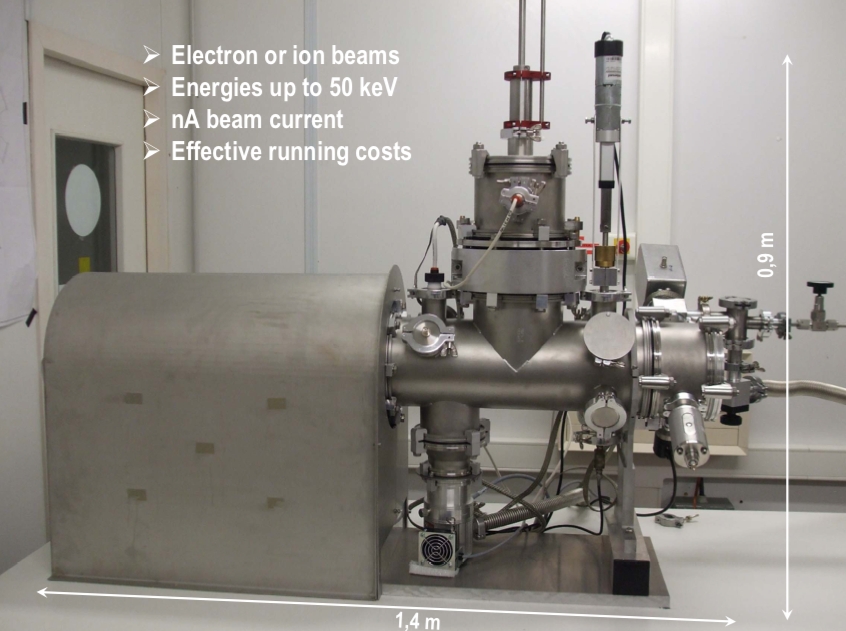 ➢ Electron or ion beams
➢ Energies up to 50 keV
➢ nA beam current
➢ Effective running costs
0,9 m
1,4 m